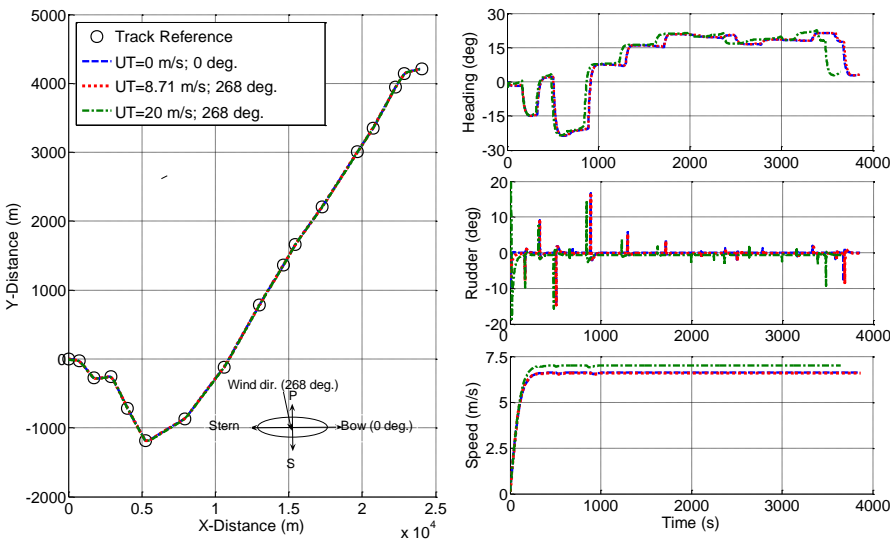 5000
4000
3000
2000
1000
0
0
-1000
-2000
Y-Distance (m)
Track Reference
UT=0 m/s; 0 deg.
UT=8.71 m/s; 268 deg.
UT=20 m/s; 268 deg.
Wind dir. (268 deg.)
P
Stern
Bow (0 deg.)
S
0 0.5 1 1.5 2 2.5
X-Distance (m)
x 10^4
30
15
0
-15
-30
Heading (deg)
0 1000 2000 3000 4000
20
10
0
-10
-20
Rudder (deg)
0 1000 2000 3000 4000
7.5
5
2.5
0
Speed (m/s)
0 1000 2000 3000 4000
Time (s)